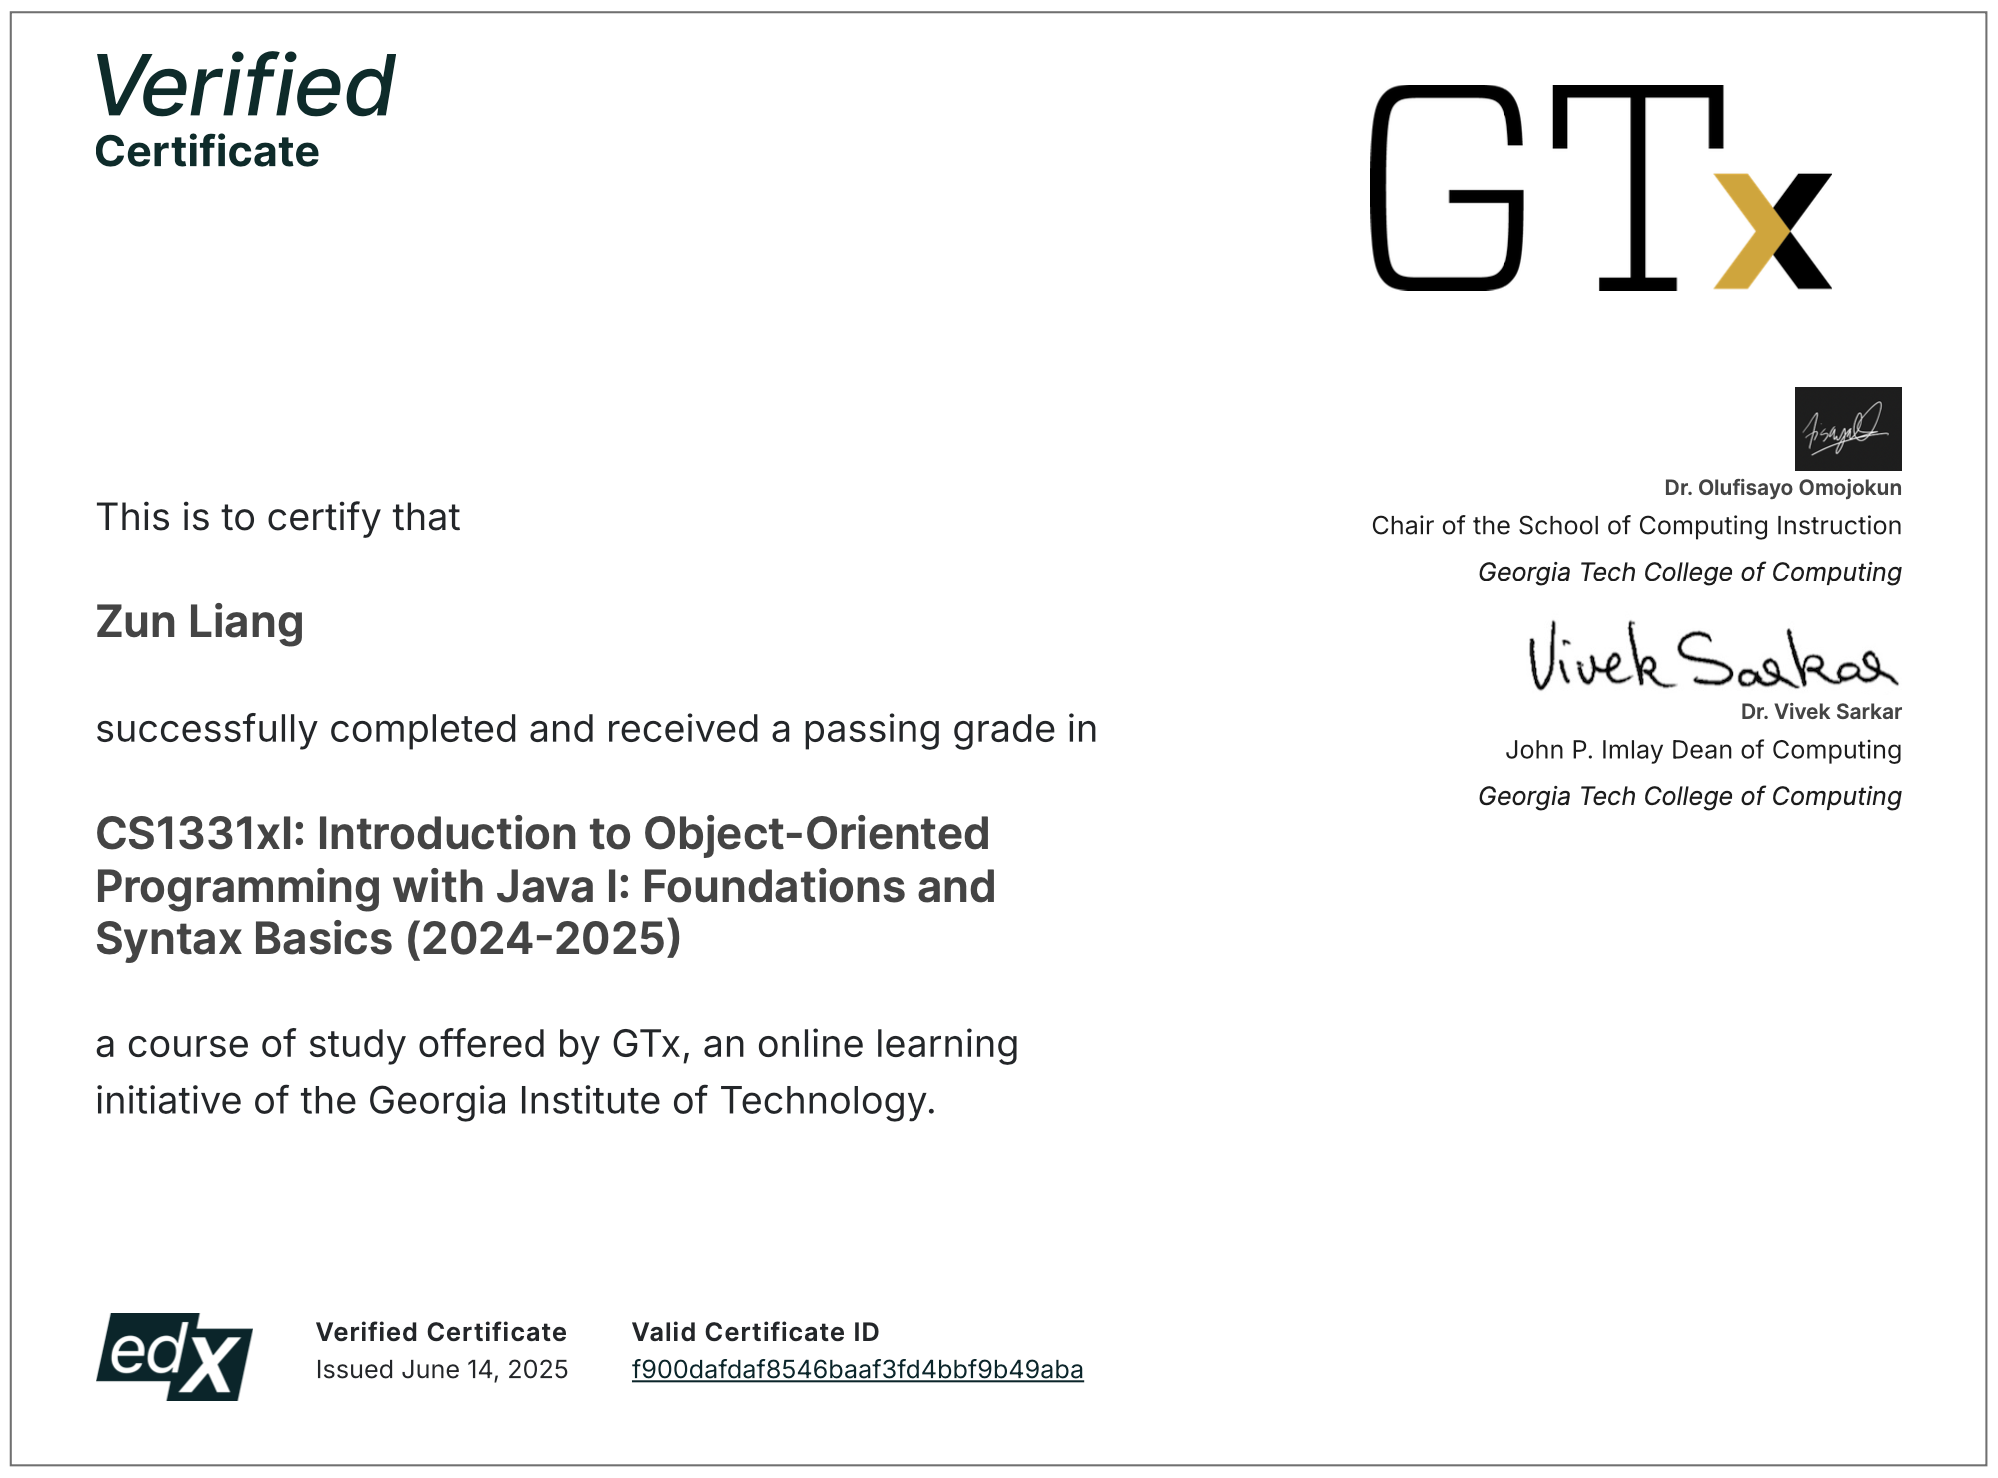 Verified
Certificate
GTx
This is to certify that
Zun Liang
successfully completed and received a passing grade in
CS1331xI: Introduction to Object-Oriented
Programming with Java I: Foundations and
Syntax Basics (2024-2025)
a course of study offered by GTx, an online learning
initiative of the Georgia Institute of Technology.
Dr. Olufisayo Omojokun
Chair of the School of Computing Instruction
Georgia Tech College of Computing
Vivek Sarkar
Dr. Vivek Sarkar
John P. Imlay Dean of Computing
Georgia Tech College of Computing
edX
Verified Certificate
Issued June 14, 2025
Valid Certificate ID
f900dafdaf8546baaf3fd4bbf9b49aba